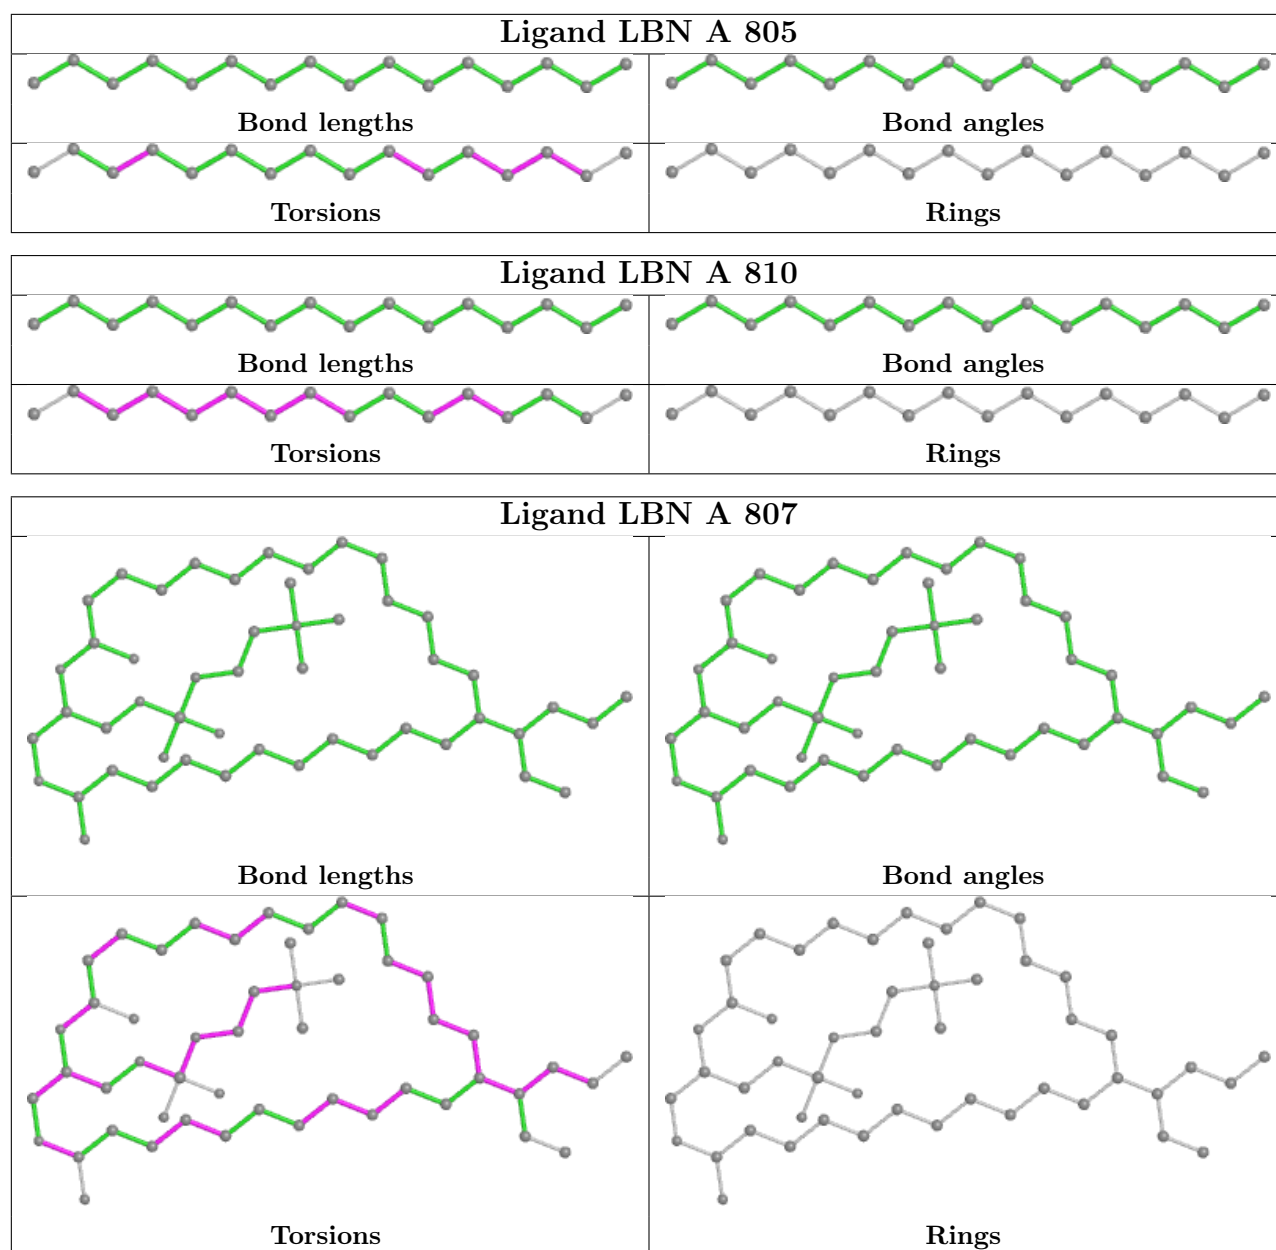 Ligand LBN A 805
Bond lengths
Bond angles
Torsions
Rings
Ligand LBN A 810
Bond lengths
Bond angles
Torsions
Rings
Ligand LBN A 807
Bond lengths
Bond angles
Torsions
Rings